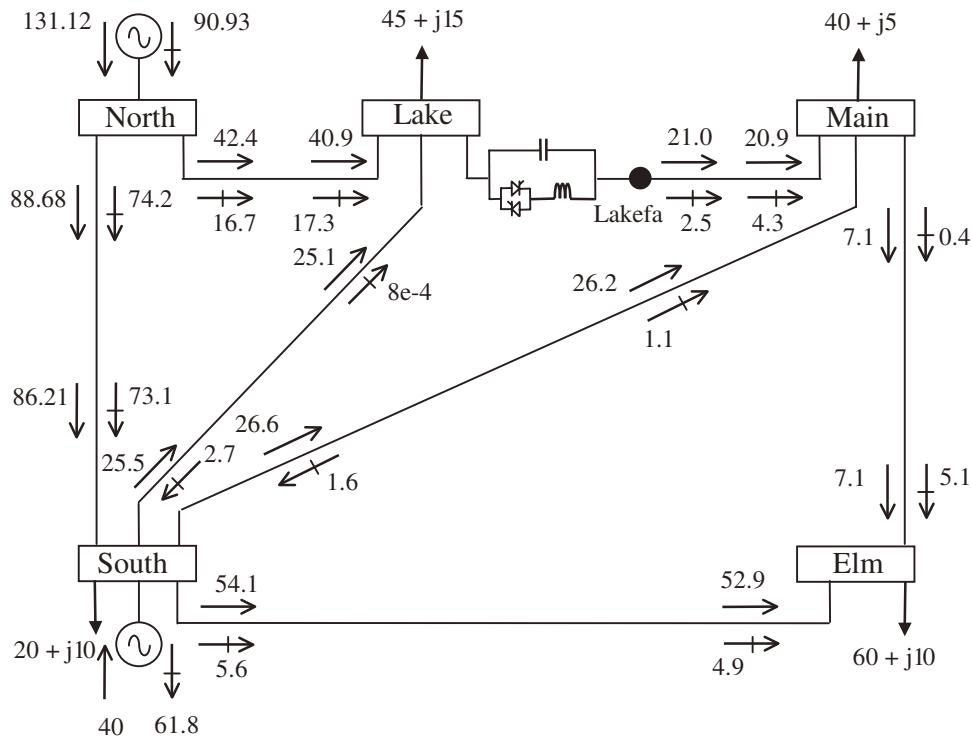 131.12
90.93
45 + j15
40 + j5
North
Lake
Main
42.4
40.9
21.0
20.9
88.68
74.2
16.7
17.3
Lakefa
2.5
4.3
25.1
8e-4
26.2
7.1
0.4
1.1
86.21
73.1
26.6
25.5
2.7
1.6
7.1
5.1
South
Elm
54.1
52.9
20 + j10
5.6
4.9
60 + j10
40
61.8